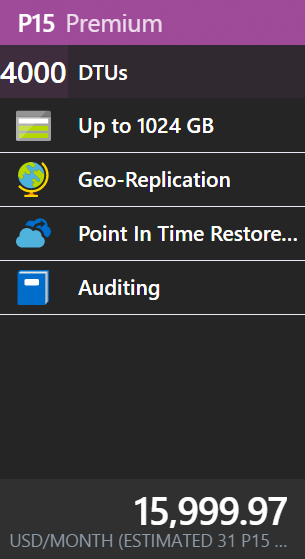 P15 Premium
4000 DTUs
Up to 1024 GB
Geo-Replication
Point In Time Restore...
Auditing
15,999.97
USD/MONTH (ESTIMATED 31 P15 ...